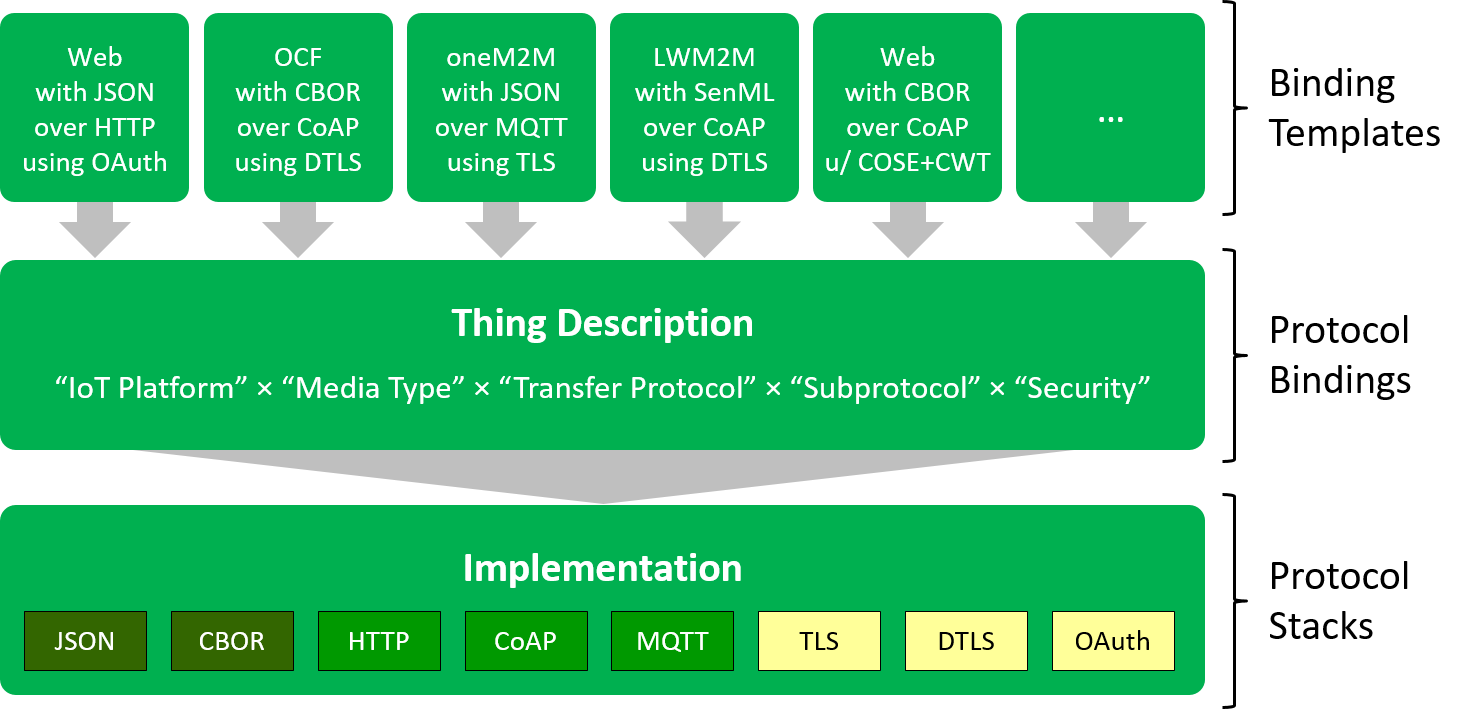 Web
with JSON
over HTTP
using OAuth
OCF
with CBOR
over CoAP
using DTLS
oneM2M
with JSON
over MQTT
using TLS
LWM2M
with SenML
over CoAP
using DTLS
Web
with CBOR
over CoAP
u/ COSE+CWT
...
Binding
Templates
Thing Description
“IoT Platform” × “Media Type” × “Transfer Protocol” × “Subprotocol” × “Security”
Protocol
Bindings
Implementation
JSON
CBOR
HTTP
CoAP
MQTT
TLS
DTLS
OAuth
Protocol
Stacks